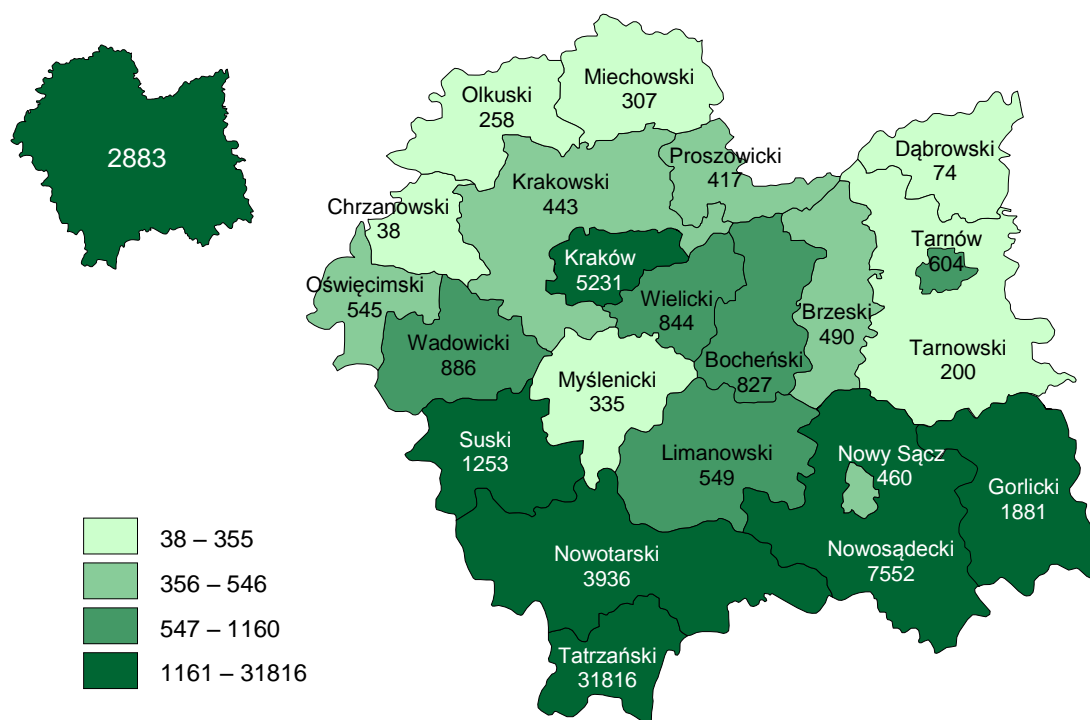 2883
Miechowski
307
Olkuski
258
Proszowicki
417
Dąbrowski
74
Krakowski
443
Chrzanowski
38
Tarnów
604
Kraków
5231
Oświęcimski
545
Wielicki
844
Brzeski
490
Wadowicki
886
Bocheński
827
Tarnowski
200
Myślenicki
335
Suski
1253
Limanowski
549
Nowy Sącz
460
Gorlicki
1881
Nowotarski
3936
Nowosądecki
7552
Tatrzański
31816
38 – 355
356 – 546
547 – 1160
1161 – 31816